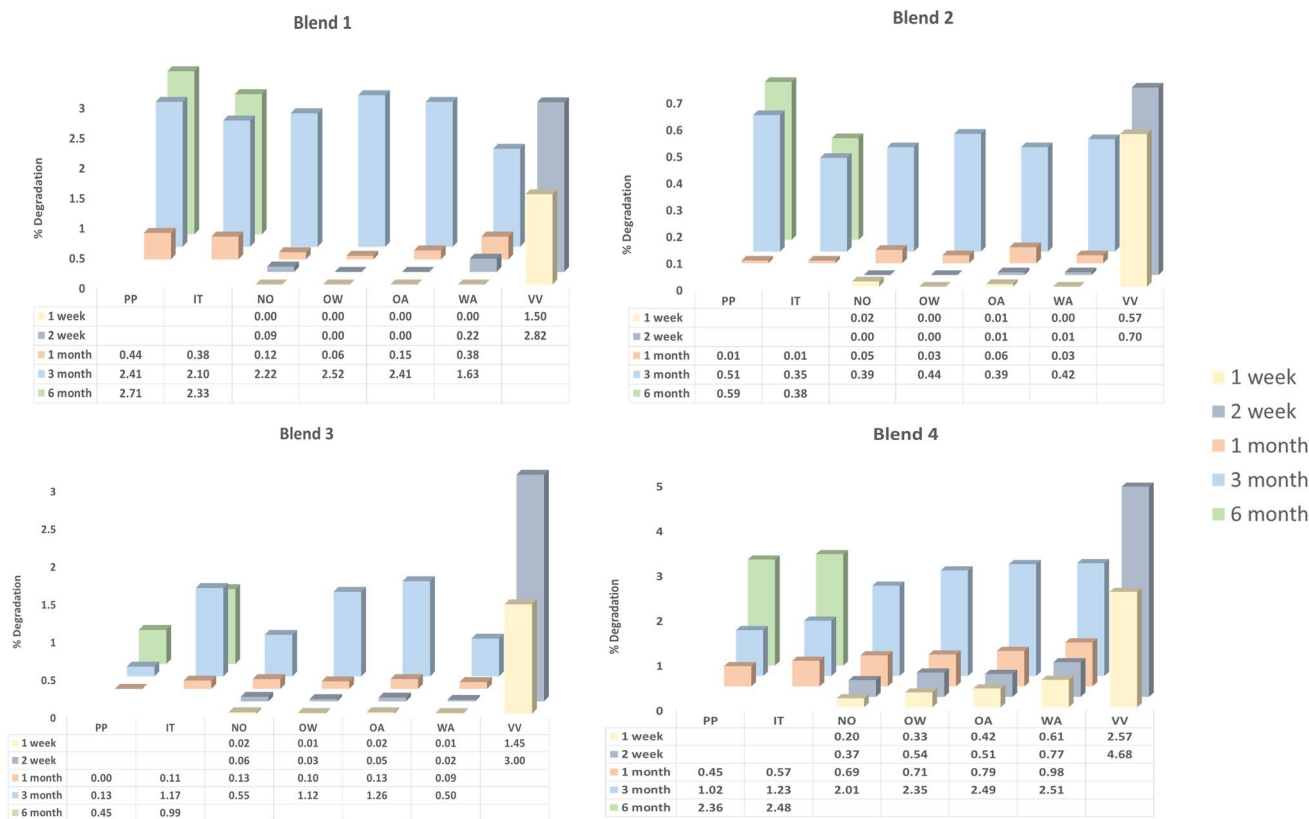 Blend 1
% Degradation
3
2.5
2
1.5
1
0.5
0
PP IT NO OW OA WA VV
1 week 0.00 0.00 0.00 0.00 1.50
2 week 0.09 0.00 0.00 0.22 2.82
1 month 0.44 0.38 0.12 0.06 0.15 0.38
3 month 2.41 2.10 2.22 2.52 2.41 1.63
6 month 2.71 2.33
Blend 2
% Degradation
0.7
0.6
0.5
0.4
0.3
0.2
0.1
0
PP IT NO OW OA WA VV
1 week 0.02 0.00 0.01 0.00 0.57
2 week 0.00 0.00 0.01 0.01 0.70
1 month 0.01 0.01 0.05 0.03 0.06 0.03
3 month 0.51 0.35 0.39 0.44 0.39 0.42
6 month 0.59 0.38
Blend 3
% Degradation
3
2.5
2
1.5
1
0.5
0
PP IT NO OW OA WA VV
1 week 0.02 0.01 0.02 0.01 1.45
2 week 0.06 0.03 0.05 0.02 3.00
1 month 0.00 0.11 0.13 0.10 0.13 0.09
3 month 0.13 1.17 0.55 1.12 1.26 0.50
6 month 0.45 0.99
Blend 4
% Degradation
5
4
3
2
1
0
PP IT NO OW OA WA VV
1 week 0.20 0.33 0.42 0.61 2.57
2 week 0.37 0.54 0.51 0.77 4.68
1 month 0.45 0.57 0.69 0.71 0.79 0.98
3 month 1.02 1.23 2.01 2.35 2.49 2.51
6 month 2.36 2.48
1 week
2 week
1 month
3 month
6 month